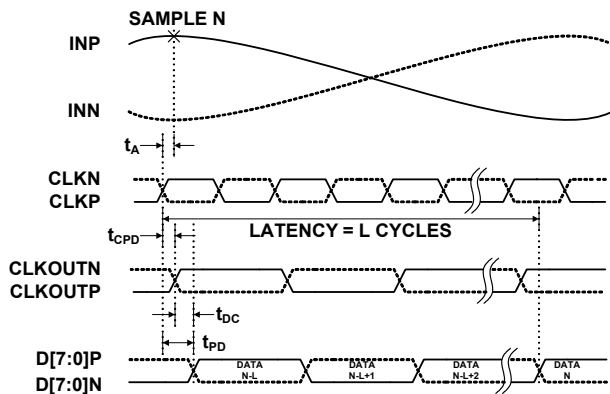 SAMPLE N
INP
INN
tA
CLKN
CLKP
LATENCY = L CYCLES
tCPD
CLKOUTN
CLKOUTP
tDC
tPD
D[7:0]P
D[7:0]N
DATA
N-L
DATA
N-L+1
DATA
N-L+2
DATA
N